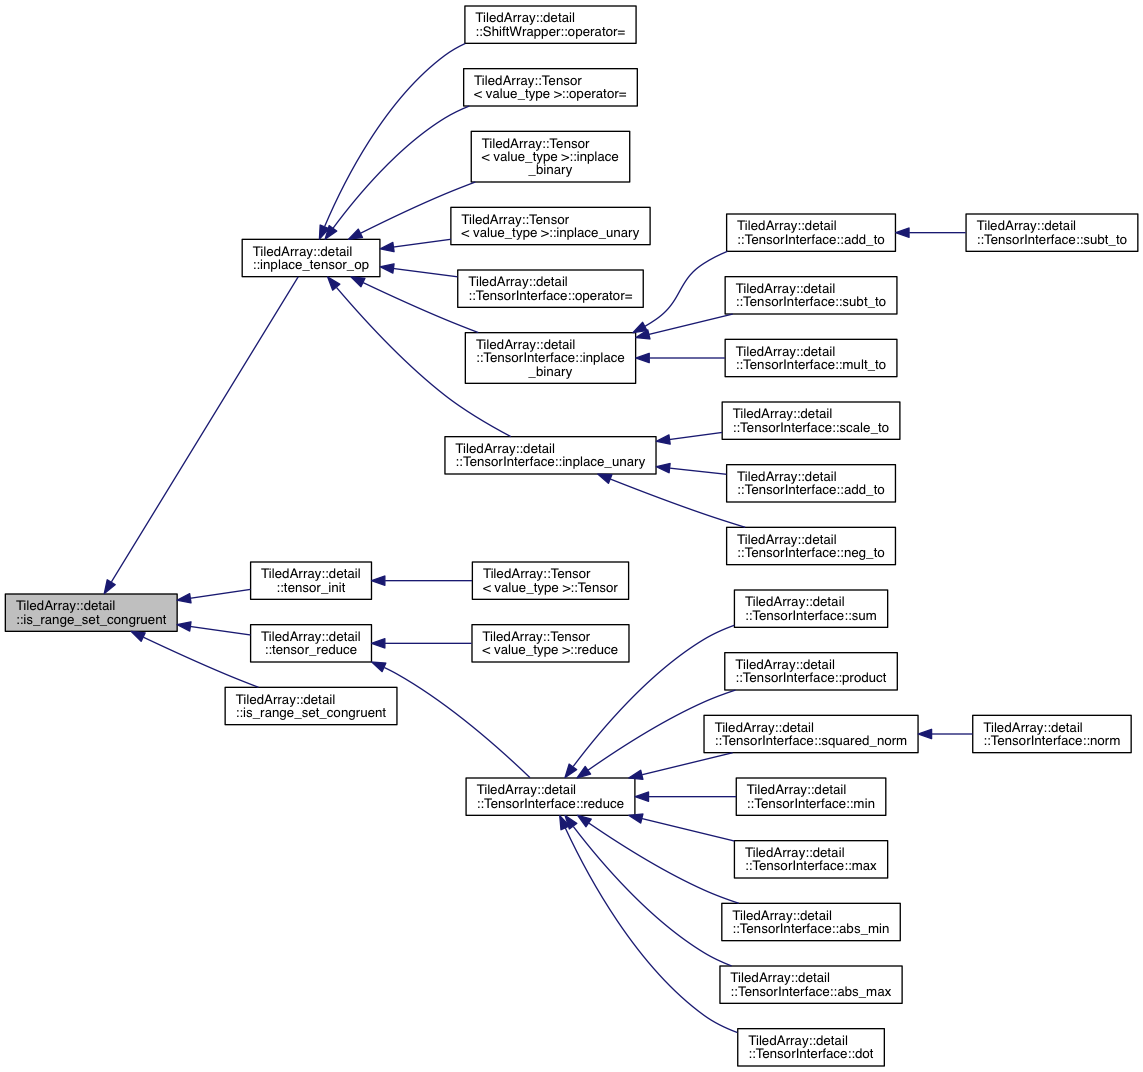 TiledArray::detail
::ShiftWrapper::operator=
TiledArray::Tensor
< value_type >::operator=
TiledArray::Tensor
< value_type >::inplace
_binary
TiledArray::Tensor
< value_type >::inplace_unary
TiledArray::detail
::TensorInterface::add_to
TiledArray::detail
::TensorInterface::subt_to
TiledArray::detail
::inplace_tensor_op
TiledArray::detail
::TensorInterface::operator=
TiledArray::detail
::TensorInterface::subt_to
TiledArray::detail
::TensorInterface::inplace
_binary
TiledArray::detail
::TensorInterface::mult_to
TiledArray::detail
::TensorInterface::scale_to
TiledArray::detail
::TensorInterface::inplace_unary
TiledArray::detail
::TensorInterface::add_to
TiledArray::detail
::TensorInterface::neg_to
TiledArray::detail
::tensor_init
TiledArray::Tensor
< value_type >::Tensor
TiledArray::detail
::is_range_set_congruent
TiledArray::detail
::TensorInterface::sum
TiledArray::detail
::tensor_reduce
TiledArray::Tensor
< value_type >::reduce
TiledArray::detail
::TensorInterface::product
TiledArray::detail
::is_range_set_congruent
TiledArray::detail
::TensorInterface::squared_norm
TiledArray::detail
::TensorInterface::norm
TiledArray::detail
::TensorInterface::reduce
TiledArray::detail
::TensorInterface::min
TiledArray::detail
::TensorInterface::max
TiledArray::detail
::TensorInterface::abs_min
TiledArray::detail
::TensorInterface::abs_max
TiledArray::detail
::TensorInterface::dot